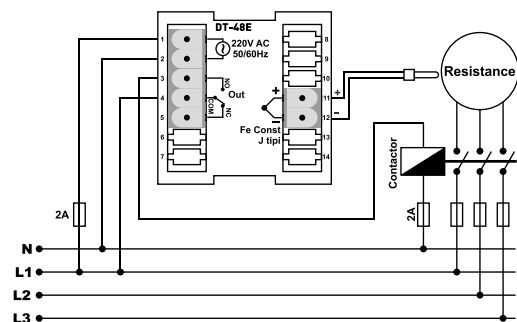 DT-48E
1
2
3
4
5
6
7
220V AC
50/60Hz
NO
Out
COM
NC
8
9
10
11
12
13
14
+
−
Fe Const
J tipi
+
-
Resistance
Contactor
2A
2A
N
L1
L2
L3